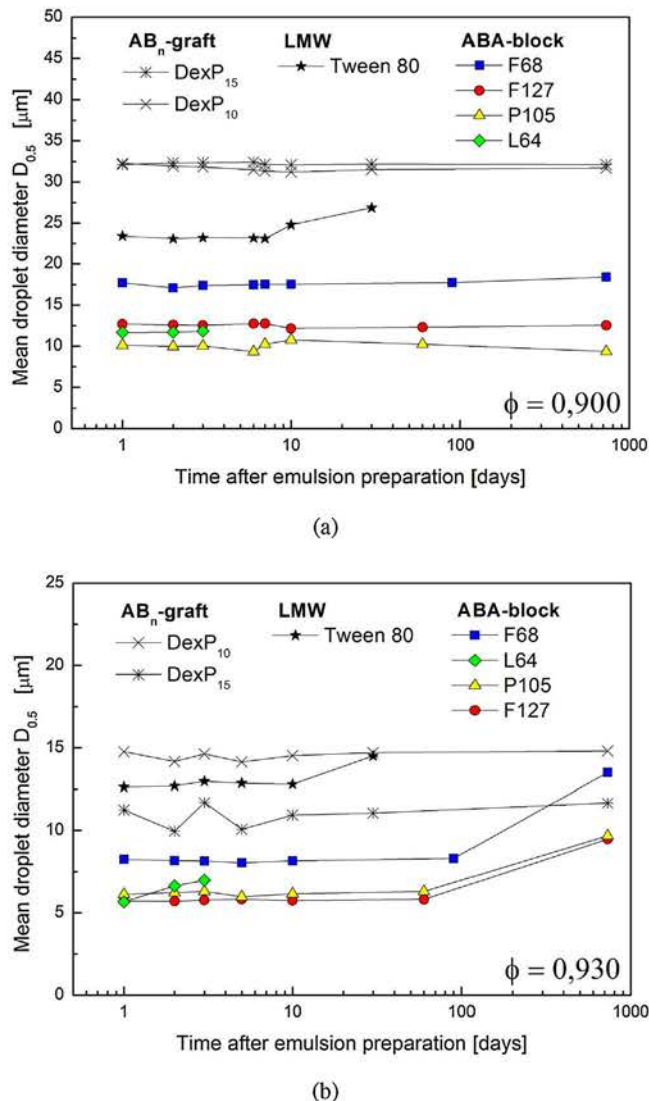 50
45
40
35
30
25
20
15
10
5
0
Mean droplet diameter D0.5 [μm]
ABn-graft
DexP15
DexP10
LMW
Tween 80
ABA-block
F68
F127
P105
L64
ϕ = 0,900
1 10 100 1000
Time after emulsion preparation [days]
(a)
25
20
15
10
5
0
Mean droplet diameter D0.5 [μm]
ABn-graft
DexP10
DexP15
LMW
Tween 80
ABA-block
F68
L64
P105
F127
ϕ = 0,930
1 10 100 1000
Time after emulsion preparation [days]
(b)